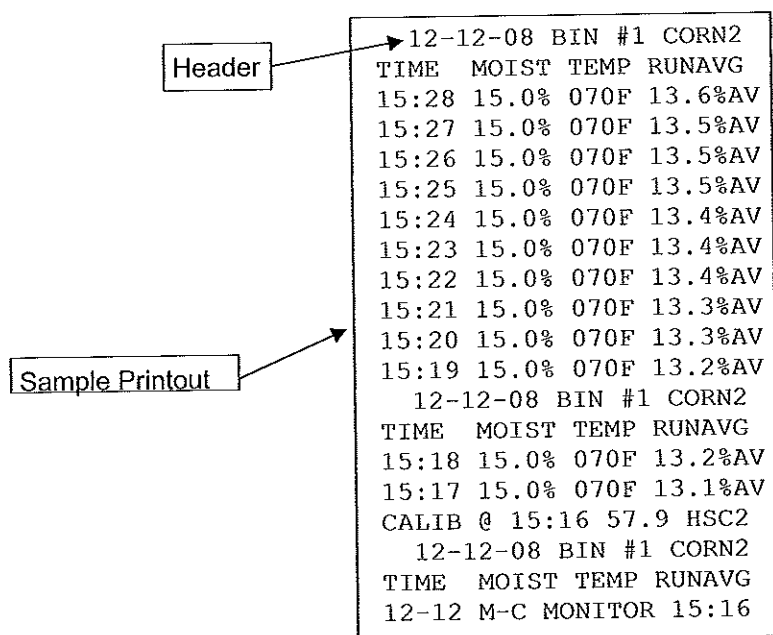 Header
12-12-08 BIN #1 CORN2
TIME MOIST TEMP RUNAVG
15:28 15.0% 070F 13.6%AV
15:27 15.0% 070F 13.5%AV
15:26 15.0% 070F 13.5%AV
15:25 15.0% 070F 13.5%AV
15:24 15.0% 070F 13.4%AV
15:23 15.0% 070F 13.4%AV
15:22 15.0% 070F 13.4%AV
15:21 15.0% 070F 13.3%AV
15:20 15.0% 070F 13.3%AV
15:19 15.0% 070F 13.2%AV
12-12-08 BIN #1 CORN2
TIME MOIST TEMP RUNAVG
15:18 15.0% 070F 13.2%AV
15:17 15.0% 070F 13.1%AV
CALIB @ 15:16 57.9 HSC2
12-12-08 BIN #1 CORN2
TIME MOIST TEMP RUNAVG
12-12 M-C MONITOR 15:16
Sample Printout